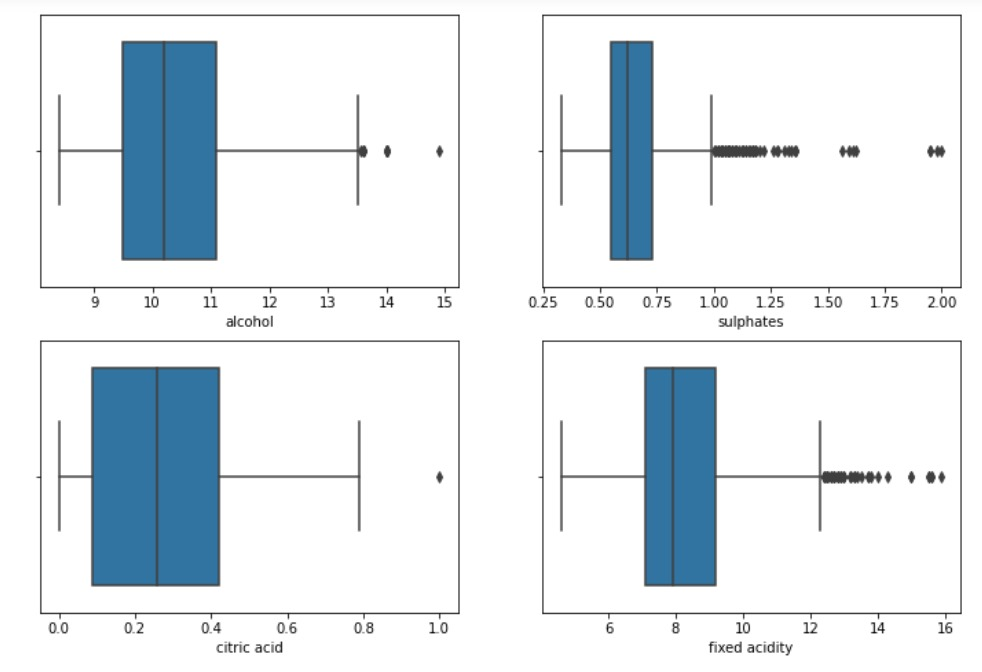 9 10 11 12 13 14 15
alcohol
0.25 0.50 0.75 1.00 1.25 1.50 1.75 2.00
sulphates
0.0 0.2 0.4 0.6 0.8 1.0
citric acid
6 8 10 12 14 16
fixed acidity